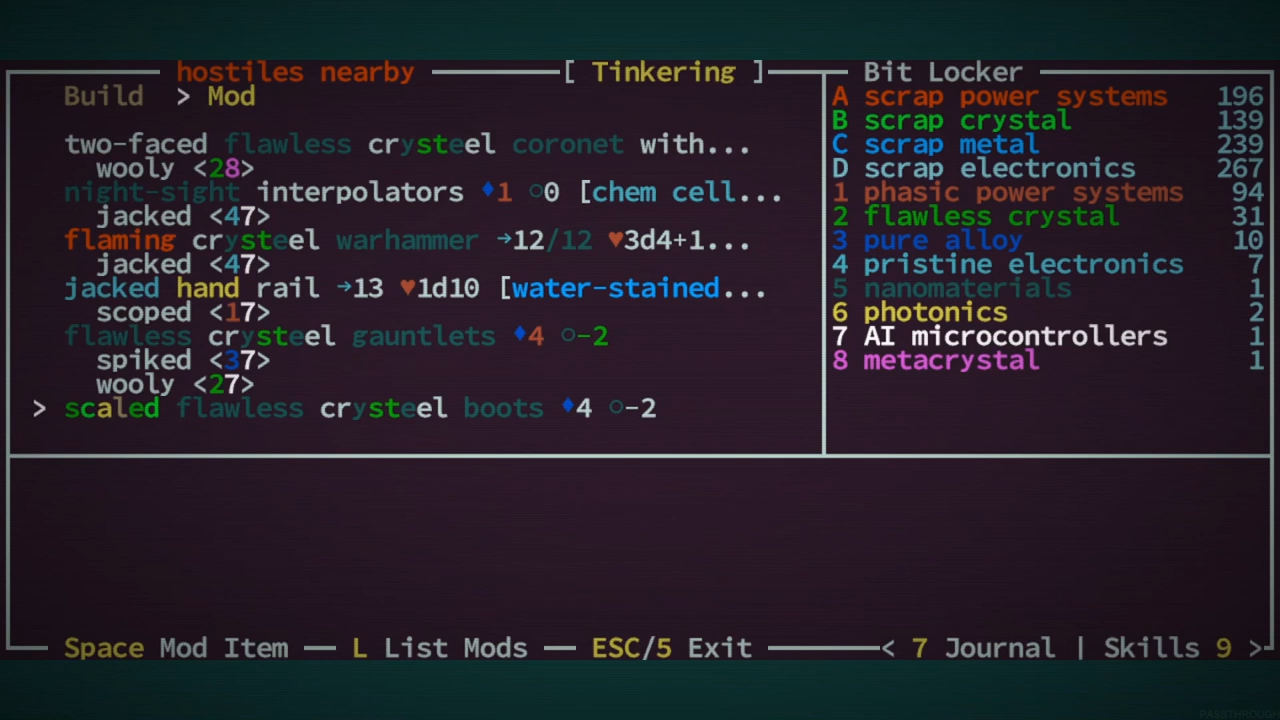 hostiles nearby [ Tinkering ] Bit Locker
Build > Mod
two-faced flawless crysteel coronet with...
wooly <28>
night-sight interpolators ♦1 ○0 [chem cell...
jacked <47>
flaming crysteel warhammer →12/12 ♥3d4+1...
jacked <47>
jacked hand rail →13 ♥1d10 [water-stained...
scoped <17>
flawless crysteel gauntlets ♦4 ○-2
spiked <37>
wooly <27>
> scaled flawless crysteel boots ♦4 ○-2
A scrap power systems 196
B scrap crystal 139
C scrap metal 239
D scrap electronics 267
1 phasic power systems 94
2 flawless crystal 31
3 pure alloy 10
4 pristine electronics 7
5 nanomaterials 1
6 photonics 2
7 AI microcontrollers 1
8 metacrystal 1
Space Mod Item L List Mods ESC/5 Exit < 7 Journal | Skills 9 >